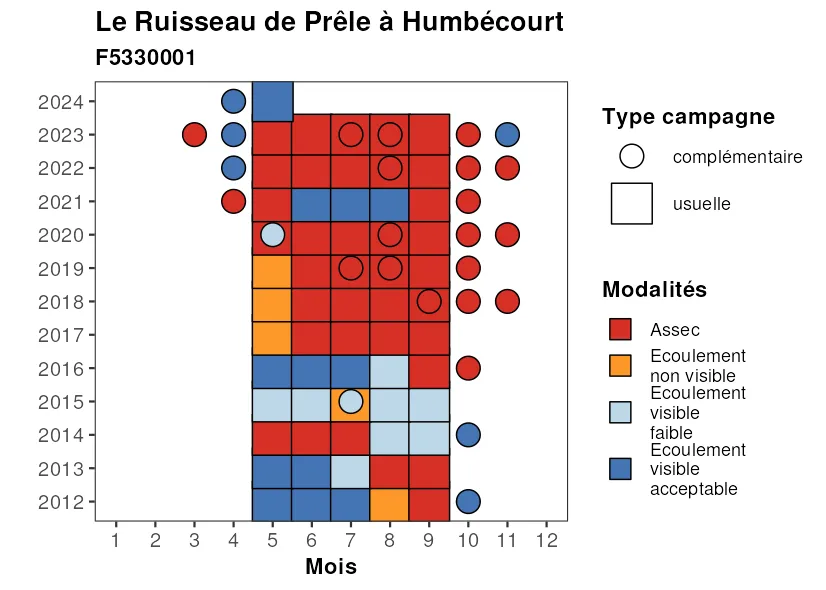 Le Ruisseau de Prêle à Humbécourt
F5330001
2024
2023
2022
2021
2020
2019
2018
2017
2016
2015
2014
2013
2012
1 2 3 4 5 6 7 8 9 10 11 12
Mois
Type campagne
complémentaire
usuelle
Modalités
Assec
Ecoulement
non visible
Ecoulement
visible
faible
Ecoulement
visible
acceptable